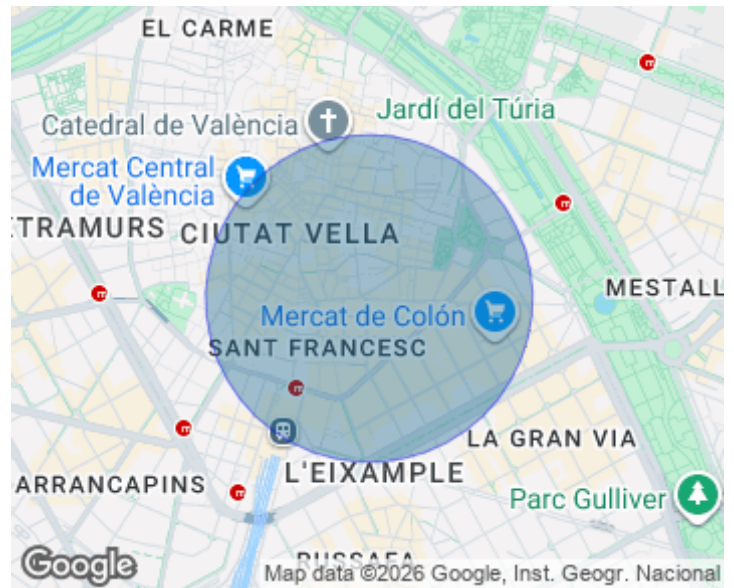 EL CARME
Jardí del Túria
Catedral de València
Mercat Central
de València
TRAMURS
CIUTAT VELLA
MESTALL
Mercat de Colón
SANT FRANCESC
LA GRAN VIA
L'EIXAMPLE
ARRANCAPINS
Parc Gulliver
RUSSAFA
Google
Map data ©2026 Google, Inst. Geogr. Nacional